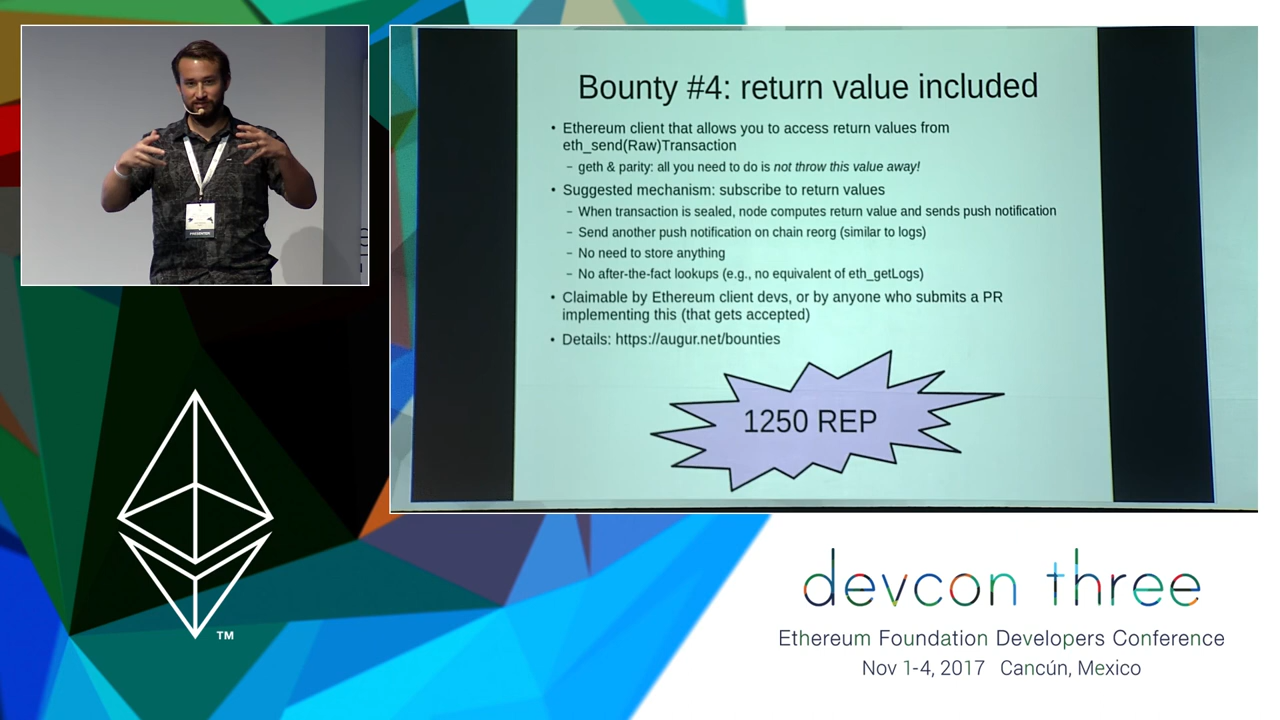 Bounty #4: return value included
• Ethereum client that allows you to access return values from
eth_send(Raw)Transaction
– geth & parity: all you need to do is not throw this value away!
• Suggested mechanism: subscribe to return values
– When transaction is sealed, node computes return value and sends push notification
– Send another push notification on chain reorg (similar to logs)
– No need to store anything
– No after-the-fact lookups (e.g., no equivalent of eth_getLogs)
• Claimable by Ethereum client devs, or by anyone who submits a PR
implementing this (that gets accepted)
• Details: https://augur.net/bounties
1250 REP
PRESENTER
TM
devcon three
Ethereum Foundation Developers Conference
Nov 1-4, 2017 Cancún, Mexico